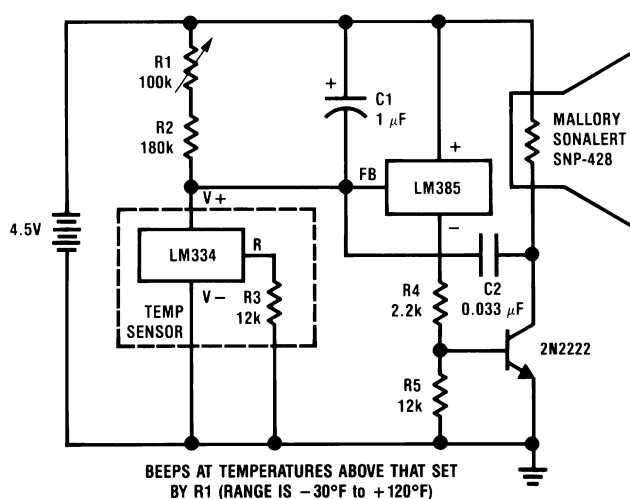 R1
100k
R2
180k
+
C1
1 μF
MALLORY
SONALERT
SNP-428
+
FB
LM385
−
V+
4.5V
LM334
R
V−
TEMP
SENSOR
R3
12k
R4
2.2k
C2
0.033 μF
2N2222
R5
12k
BEEPS AT TEMPERATURES ABOVE THAT SET
BY R1 (RANGE IS −30°F to +120°F)